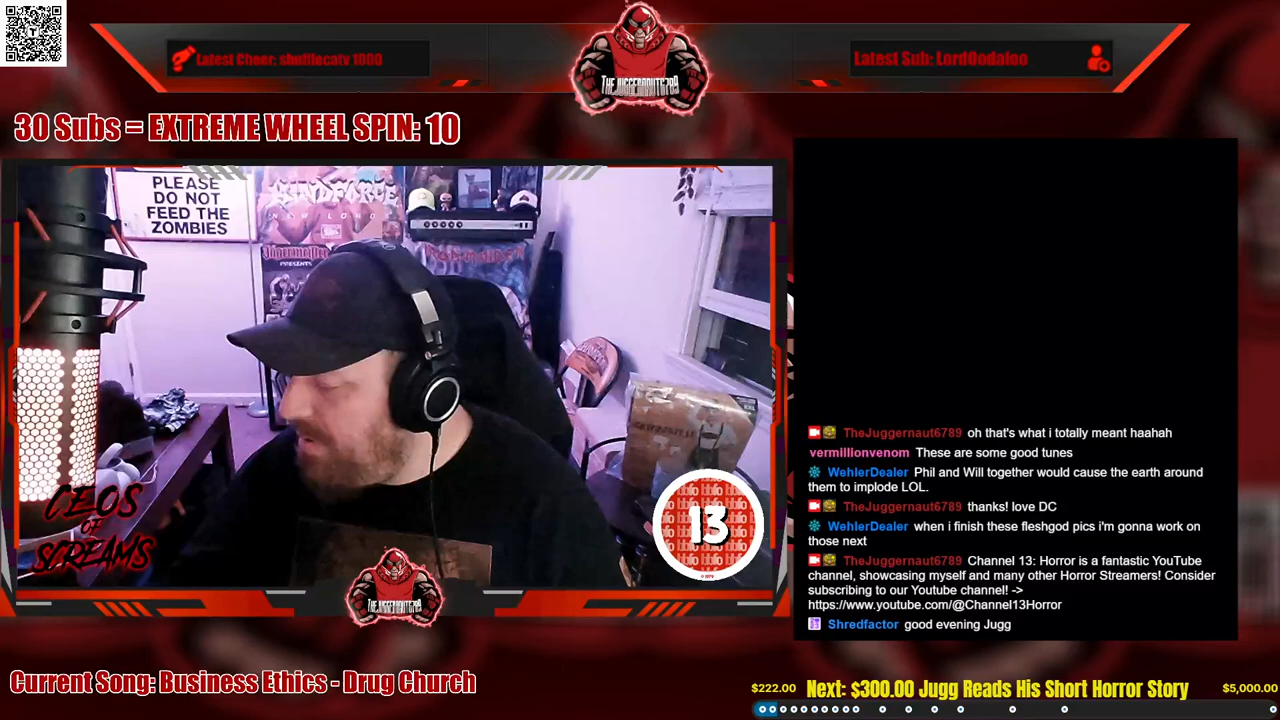 Latest Cheer: shufflecatv 1000
THEJUGGERNAUT6789
Latest Sub: LordOodaloo
30 Subs = EXTREME WHEEL SPIN: 10
PLEASE
DO NOT
FEED THE
ZOMBIES
Jägermeister
PRESENTS
CEOS
OF
SCREAMS
13
THEJUGGERNAUT6789
TheJuggernaut6789 oh that's what i totally meant haahah
vermillionvenom These are some good tunes
WehlerDealer Phil and Will together would cause the earth around
them to implode LOL.
TheJuggernaut6789 thanks! love DC
WehlerDealer when i finish these fleshgod pics i'm gonna work on
those next
TheJuggernaut6789 Channel 13: Horror is a fantastic YouTube
channel, showcasing myself and many other Horror Streamers! Consider
subscribing to our Youtube channel! ->
https://www.youtube.com/@Channel13Horror
Shredfactor good evening Jugg
Current Song: Business Ethics - Drug Church
$222.00 Next: $300.00 Jugg Reads His Short Horror Story $5,000.00